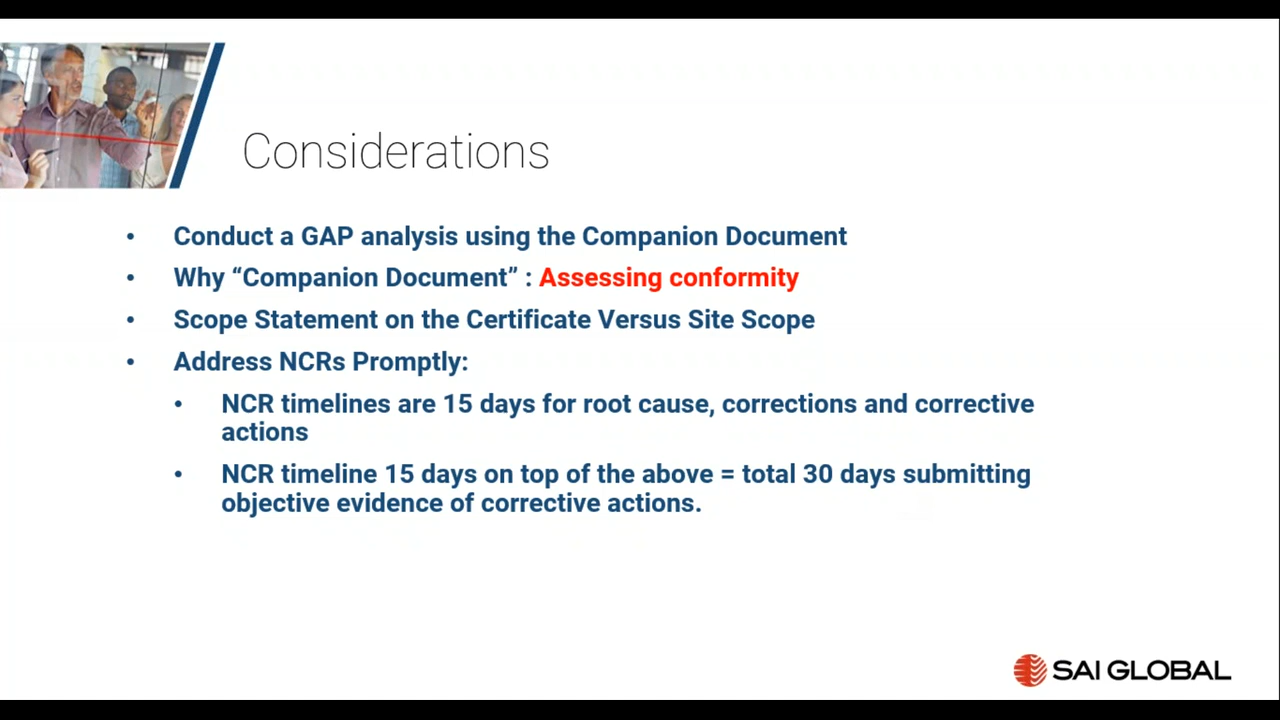 Considerations
• Conduct a GAP analysis using the Companion Document
• Why “Companion Document” : Assessing conformity
• Scope Statement on the Certificate Versus Site Scope
• Address NCRs Promptly:
• NCR timelines are 15 days for root cause, corrections and corrective
actions
• NCR timeline 15 days on top of the above = total 30 days submitting
objective evidence of corrective actions.
SAI GLOBAL